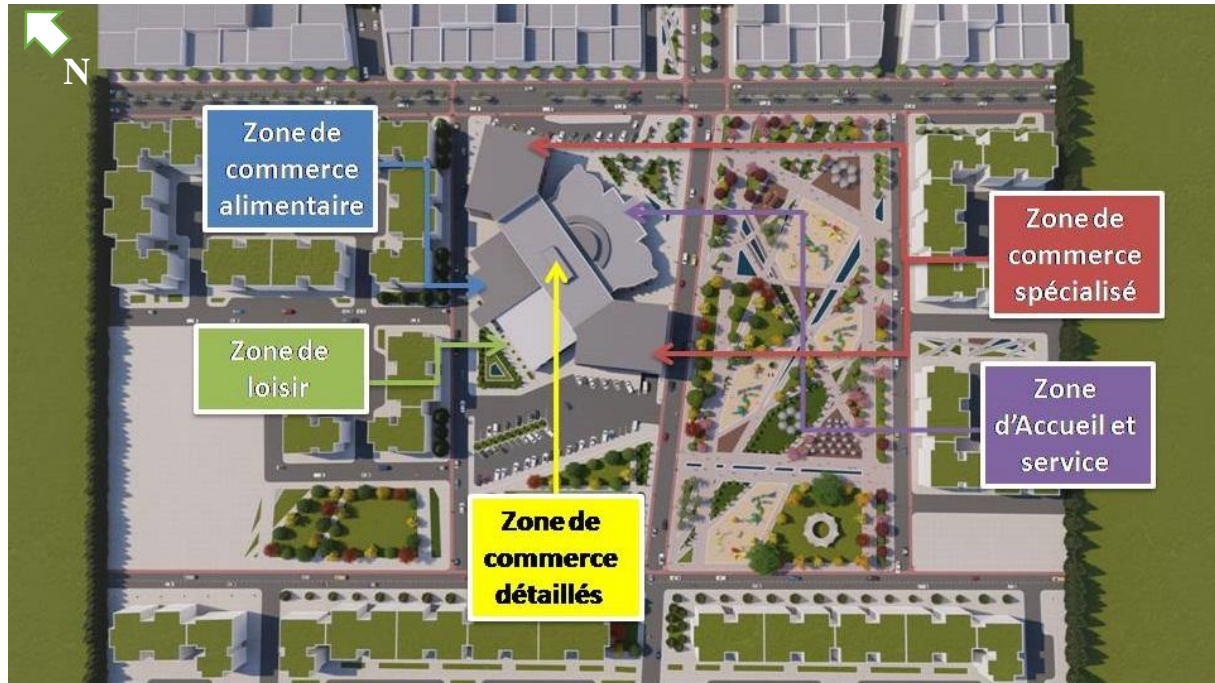 N
Zone de
commerce
alimentaire
Zone de
loisir
Zone de
commerce
détaillés
Zone de
commerce
spécialisé
Zone
d'Accueil et
service